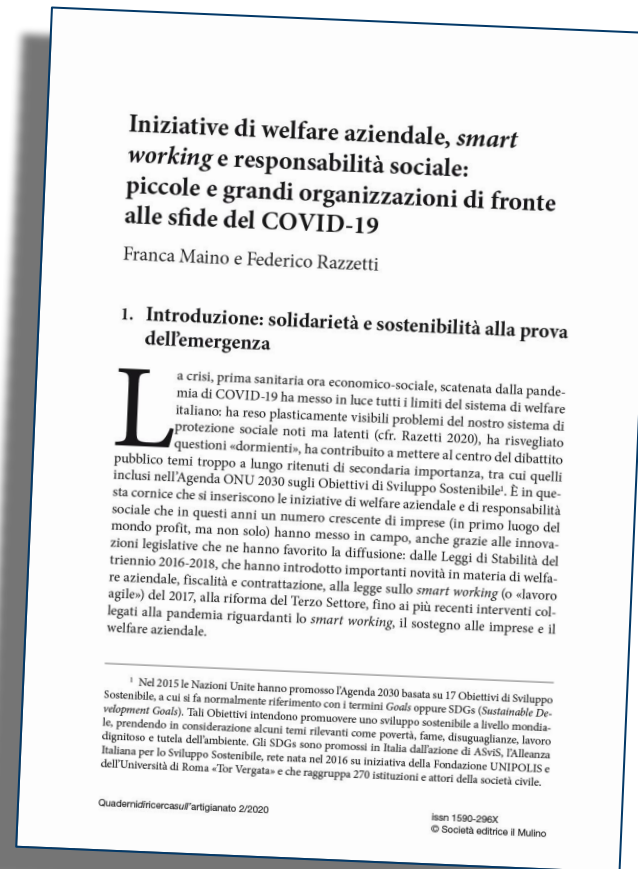 Iniziative di welfare aziendale, smart
working e responsabilità sociale:
piccole e grandi organizzazioni di fronte
alle sfide del COVID-19
Franca Maino e Federico Razzetti
1. Introduzione: solidarietà e sostenibilità alla prova
dell'emergenza
La crisi, prima sanitaria ora economico-sociale, scatenata dalla pande-
mia di COVID-19 ha messo in luce tutti i limiti del sistema di welfare
italiano: ha reso plasticamente visibili problemi del nostro sistema di
protezione sociale noti ma latenti (cfr. Razetti 2020), ha risvegliato
questioni «dormienti», ha contribuito a mettere al centro del dibattito
pubblico temi troppo a lungo ritenuti di secondaria importanza, tra cui quelli
inclusi nell'Agenda ONU 2030 sugli Obiettivi di Sviluppo Sostenibile¹. È in que-
sta cornice che si inseriscono le iniziative di welfare aziendale e di responsabilità
sociale che in questi anni un numero crescente di imprese (in primo luogo del
mondo profit, ma non solo) hanno messo in campo, anche grazie alle innova-
zioni legislative che ne hanno favorito la diffusione: dalle Leggi di Stabilità del
triennio 2016-2018, che hanno introdotto importanti novità in materia di welfa-
re aziendale, fiscalità e contrattazione, alla legge sullo smart working (o «lavoro
agile») del 2017, alla riforma del Terzo Settore, fino ai più recenti interventi col-
legati alla pandemia riguardanti lo smart working, il sostegno alle imprese e il
welfare aziendale.
¹ Nel 2015 le Nazioni Unite hanno promosso l'Agenda 2030 basata su 17 Obiettivi di Sviluppo
Sostenibile, a cui si fa normalmente riferimento con i termini Goals oppure SDGs (Sustainable De-
velopment Goals). Tali Obiettivi intendono promuovere uno sviluppo sostenibile a livello mondia-
le, prendendo in considerazione alcuni temi rilevanti come povertà, fame, disuguaglianze, lavoro
dignitoso e tutela dell'ambiente. Gli SDGs sono promossi in Italia dall'azione di ASviS, l'Alleanza
Italiana per lo Sviluppo Sostenibile, rete nata nel 2016 su iniziativa della Fondazione UNIPOLIS e
dell'Università di Roma «Tor Vergata» e che raggruppa 270 istituzioni e attori della società civile.
Quadernidiricercasull'artigianato 2/2020
issn 1590-296X
© Società editrice il Mulino